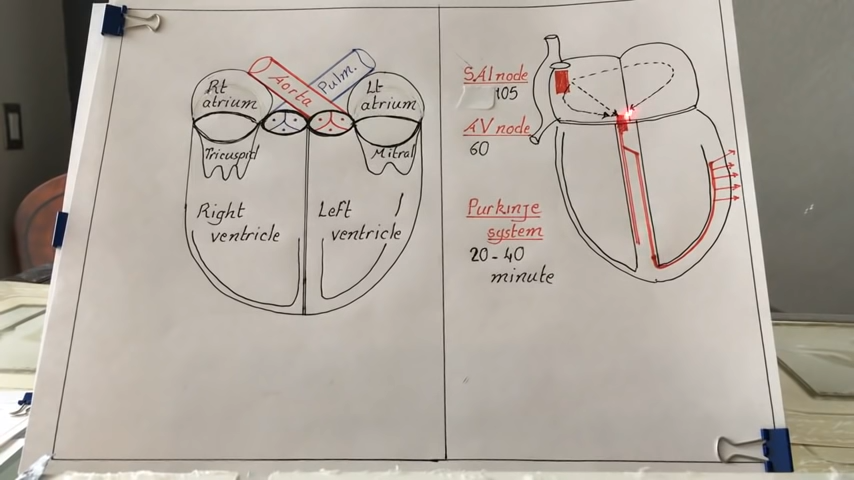 Rt
atrium
Aorta
Pulm.
Lt
atrium
Tricuspid
Mitral
Right
ventricle
Left
ventricle
SAI node
105
AV node
60
Purkinje
system
20 - 40
minute